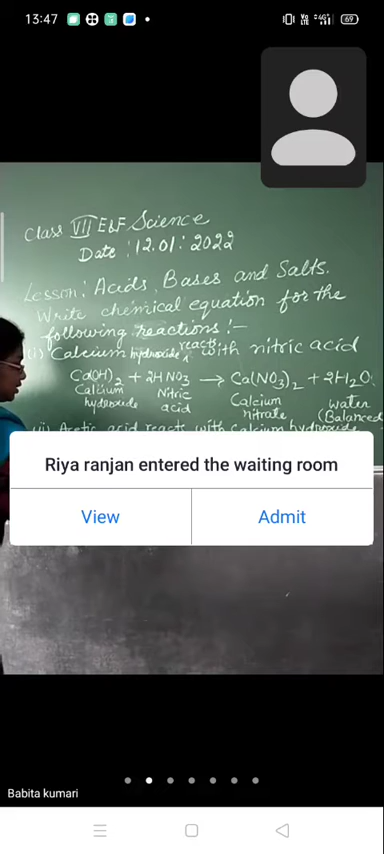 13:47
69
Class VII E&F Science
Date : 12.01.2022
Lesson: Acids, Bases and Salts.
Write chemical equation for the
following reactions:-
(i) Calcium hydroxide reacts with nitric acid
Ca(OH)2 + 2HNO3 → Ca(NO3)2 + 2H2O
Calcium hydroxide Nitric acid Calcium nitrate water
(Balanced
ii) Acetic acid reacts with Calcium hydroxide
Riya ranjan entered the waiting room
View Admit
Babita kumari